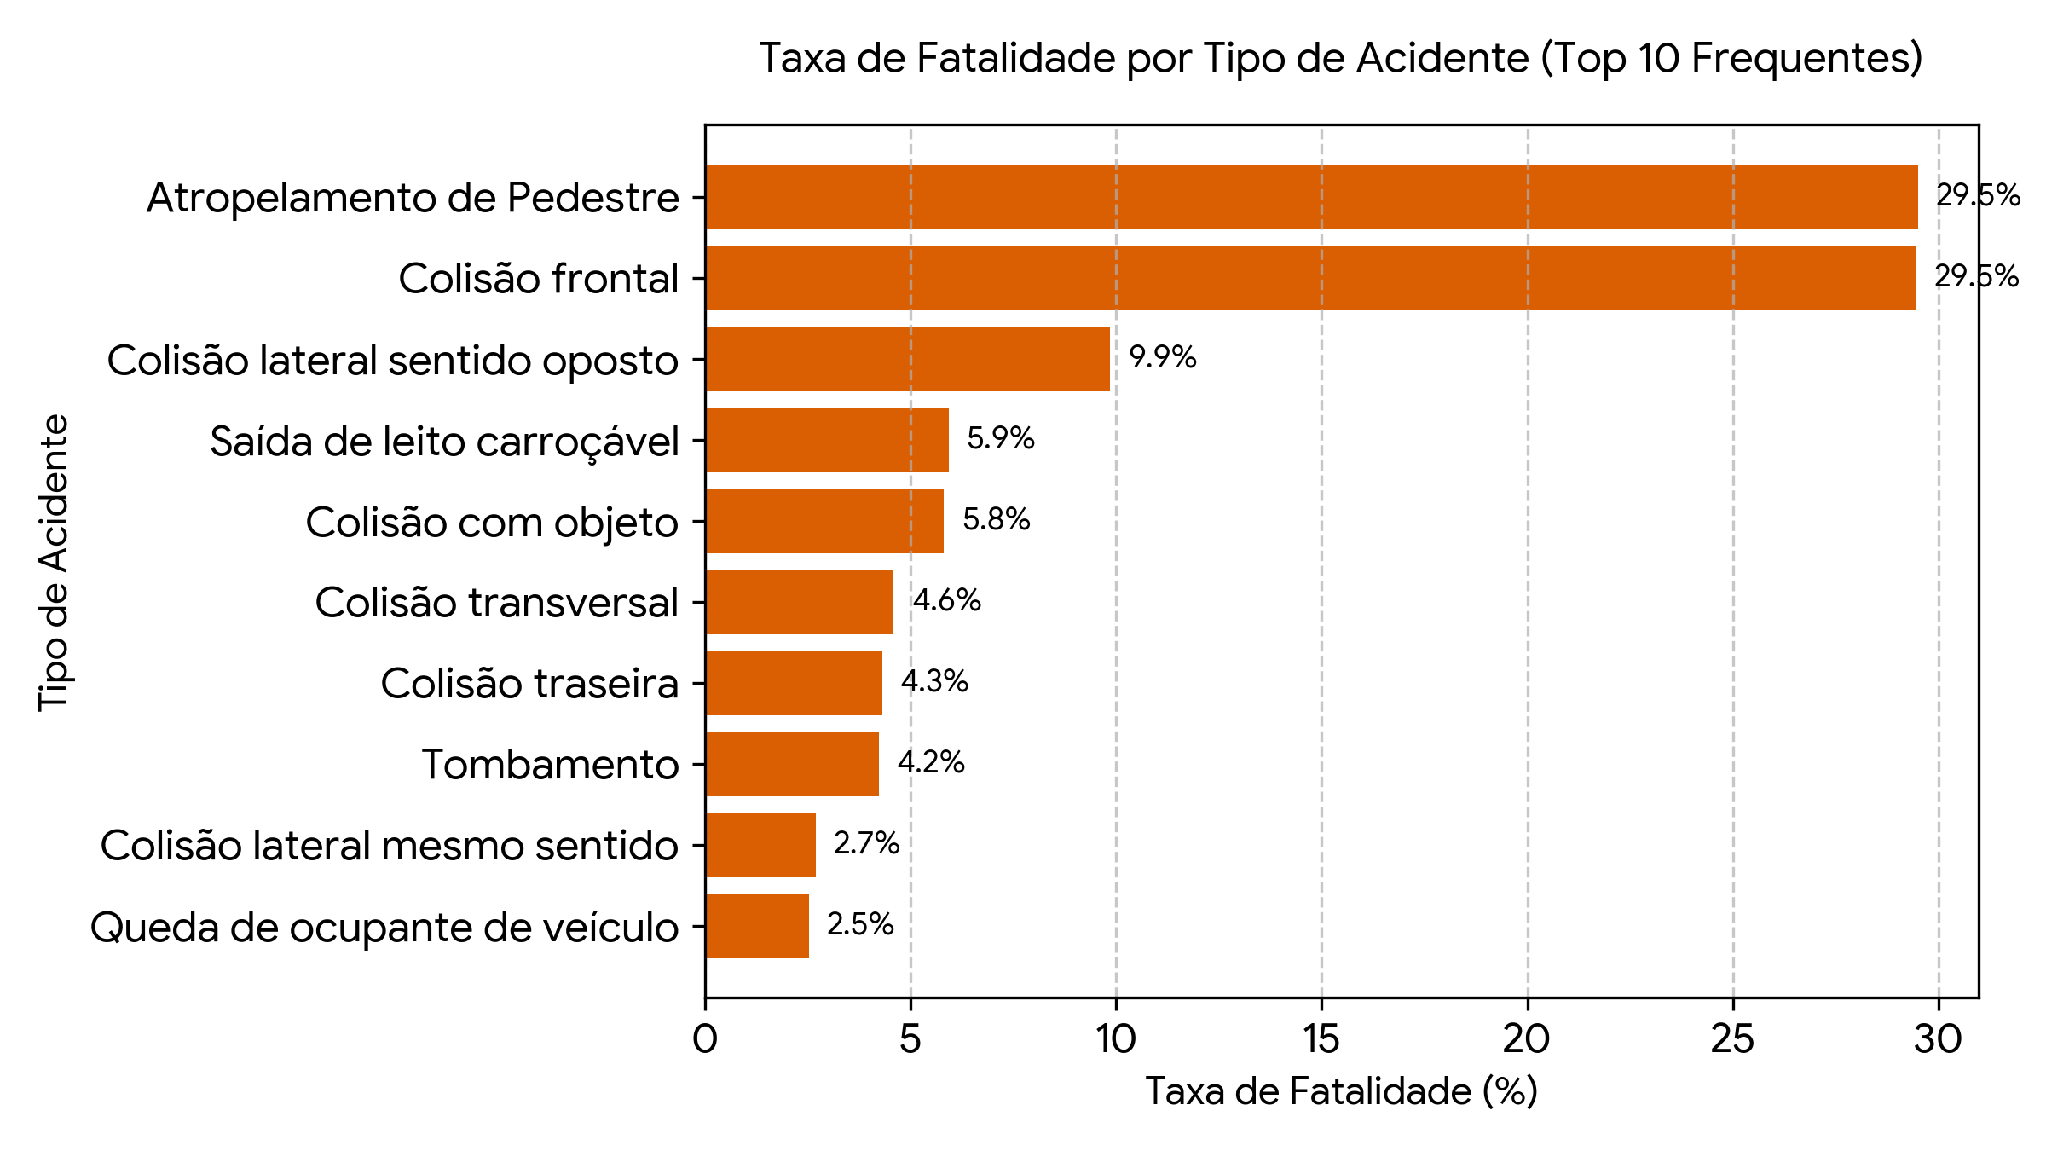 Taxa de Fatalidade por Tipo de Acidente (Top 10 Frequentes)
Tipo de Acidente
Atropelamento de Pedestre 29.5%
Colisão frontal 29.5%
Colisão lateral sentido oposto 9.9%
Saída de leito carroçável 5.9%
Colisão com objeto 5.8%
Colisão transversal 4.6%
Colisão traseira 4.3%
Tombamento 4.2%
Colisão lateral mesmo sentido 2.7%
Queda de ocupante de veículo 2.5%
0 5 10 15 20 25 30
Taxa de Fatalidade (%)